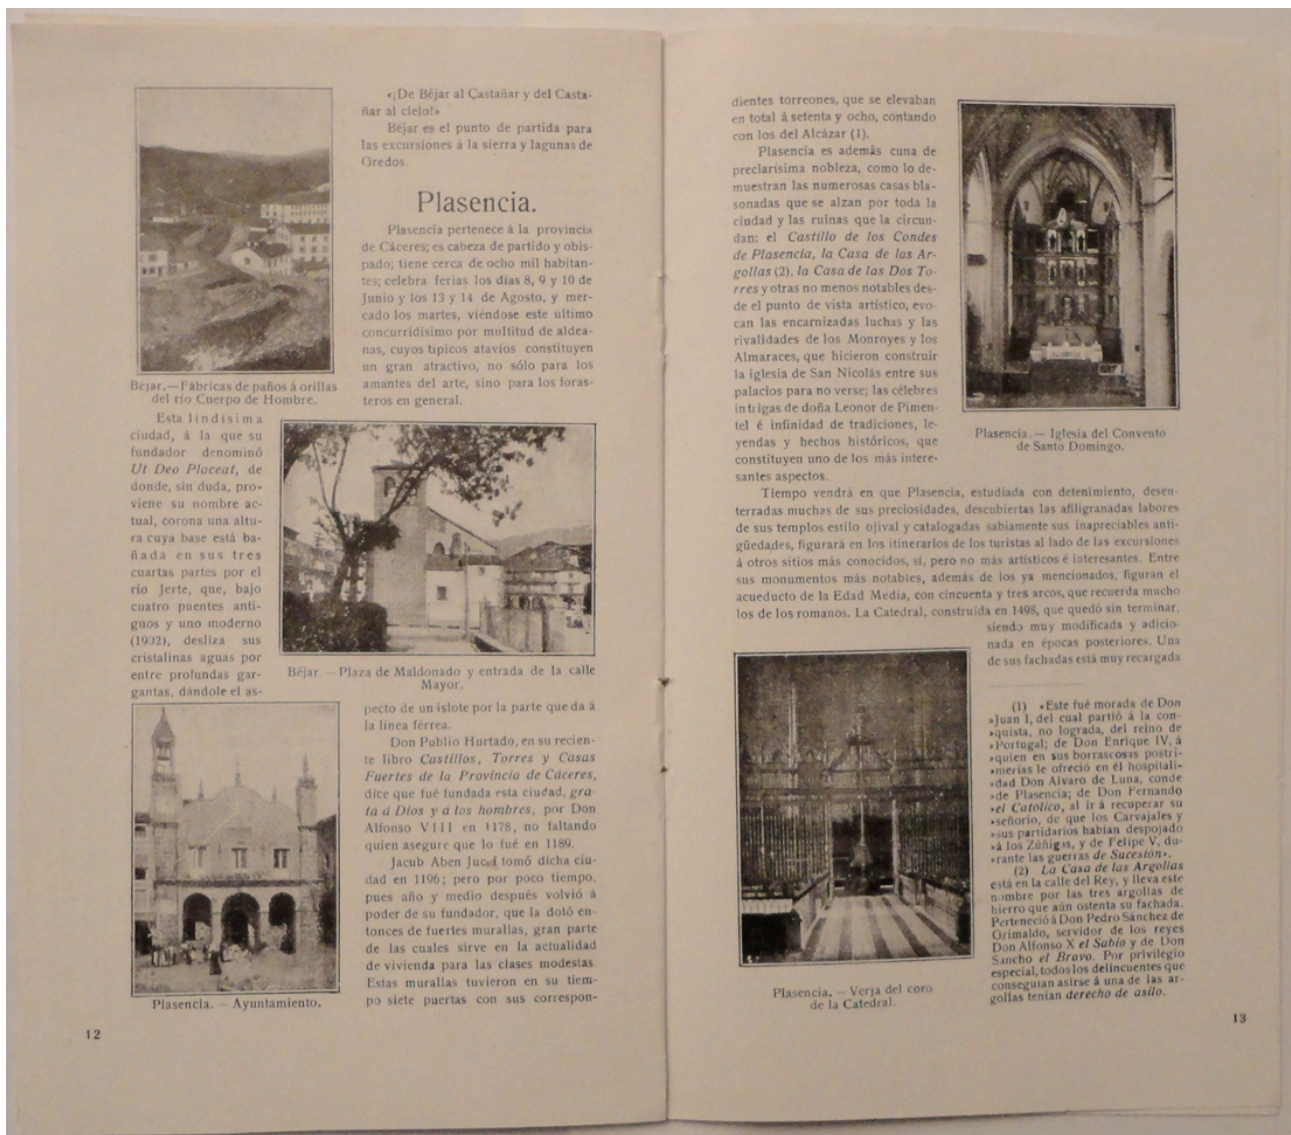 «¡De Béjar al Castañar y del Casta-
ñar al cielo!»
Béjar es el punto de partida para
las excursiones á la sierra y lagunas de
Gredos.
Plasencia.
Plasencia pertenece á la provincia
de Cáceres; es cabeza de partido y obis-
pado; tiene cerca de ocho mil habitan-
tes; celebra ferias los días 8, 9 y 10 de
Junio y los 13 y 14 de Agosto, y mer-
cado los martes, viéndose este último
concurridísimo por multitud de aldea-
nas, cuyos típicos atavíos constituyen
un gran atractivo, no sólo para los
amantes del arte, sino para los foras-
teros en general.
Béjar.—Fábricas de paños á orillas
del río Cuerpo de Hombre.
Esta lindísima
ciudad, á la que su
fundador denominó
Ut Deo Placeat, de
donde, sin duda, pro-
viene su nombre ac-
tual, corona una altu-
ra cuya base está ba-
ñada en sus tres
cuartas partes por el
río Jerte, que, bajo
cuatro puentes anti-
guos y uno moderno
(1902), desliza sus
cristalinas aguas por
entre profundas gar-
gantas, dándole el as-
Béjar.—Plaza de Maldonado y entrada de la calle
Mayor.
pecto de un islote por la parte que da á
la línea férrea.
Don Publio Hurtado, en su recien-
te libro Castillos, Torres y Casas
Fuertes de la Provincia de Cáceres,
dice que fué fundada esta ciudad, gra-
ta á Dios y á los hombres, por Don
Alfonso VIII en 1178, no faltando
quien asegure que lo fué en 1189.
Jacub Aben Jucef tomó dicha ciu-
dad en 1196; pero por poco tiempo,
pues año y medio después volvió á
poder de su fundador, que la dotó en-
tonces de fuertes murallas, gran parte
de las cuales sirve en la actualidad
de vivienda para las clases modestas.
Estas murallas tuvieron en su tiem-
po siete puertas con sus correspon-
Plasencia.—Ayuntamiento.
12
dientes torreones, que se elevaban
en total á setenta y ocho, contando
con los del Alcázar (1).
Plasencia es además cuna de
preclarísima nobleza, como lo de-
muestran las numerosas casas bla-
sonadas que se alzan por toda la
ciudad y las ruinas que la circun-
dan: el Castillo de los Condes
de Plasencia, la Casa de las Ar-
gollas (2), la Casa de las Dos To-
rres y otras no menos notables des-
de el punto de vista artístico, evo-
can las encarnizadas luchas y las
rivalidades de los Monroyes y los
Almaraces, que hicieron construir
la iglesia de San Nicolás entre sus
palacios para no verse; las célebres
intrigas de doña Leonor de Pimen-
tel é infinidad de tradiciones, le-
yendas y hechos históricos, que
constituyen uno de los más intere-
santes aspectos.
Plasencia.—Iglesia del Convento
de Santo Domingo.
Tiempo vendrá en que Plasencia, estudiada con detenimiento, desen-
terradas muchas de sus preciosidades, descubiertas las afiligranadas labores
de sus templos estilo ojival y catalogadas sabiamente sus inapreciables anti-
güedades, figurará en los itinerarios de los turistas al lado de las excursiones
á otros sitios más conocidos, sí, pero no más artísticos é interesantes. Entre
sus monumentos más notables, además de los ya mencionados, figuran el
acueducto de la Edad Media, con cincuenta y tres arcos, que recuerda mucho
los de los romanos. La Catedral, construida en 1498, que quedó sin terminar,
siendo muy modificada y adicio-
nada en épocas posteriores. Una
de sus fachadas está muy recargada
Plasencia.—Verja del coro
de la Catedral.
(1) «Este fué morada de Don
»Juan I, del cual partió á la con-
»quista, no lograda, del reino de
»Portugal; de Don Enrique IV, á
»quien en sus borrascosas postri-
»merías le ofreció en él hospitali-
»dad Don Alvaro de Luna, conde
»de Plasencia; de Don Fernando
»el Católico, al ir á recuperar su
»señorío, de que los Carvajales y
»sus partidarios habían despojado
»á los Zúñigas, y de Felipe V, du-
»rante las guerras de Sucesión».
(2) La Casa de las Argollas
está en la calle del Rey, y lleva este
nombre por las tres argollas de
hierro que aún ostenta su fachada.
Perteneció á Don Pedro Sánchez de
Grimaldo, servidor de los reyes
Don Alfonso X el Sabio y de Don
Sancho el Bravo. Por privilegio
especial, todos los delincuentes que
conseguían asirse á una de las ar-
gollas tenían derecho de asilo.
13